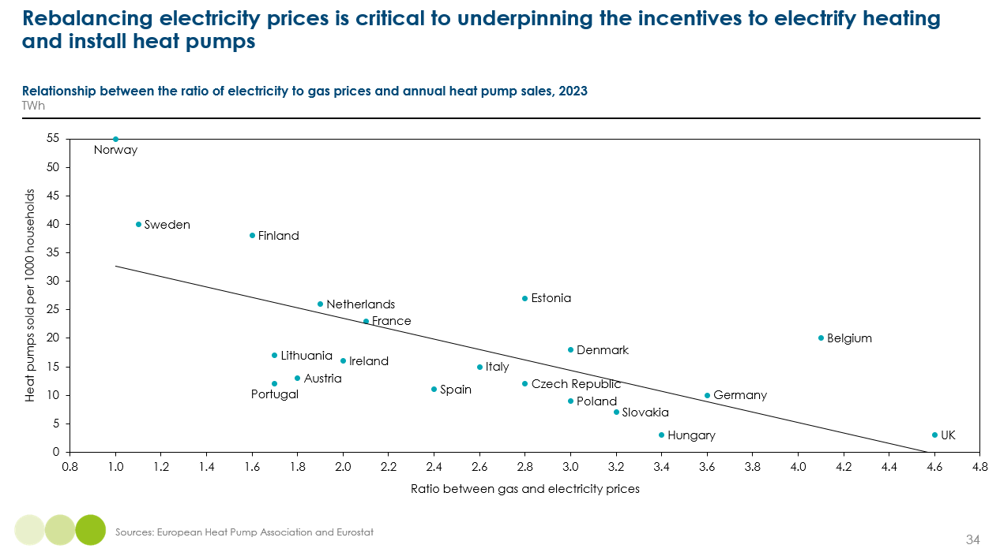 Rebalancing electricity prices is critical to underpinning the incentives to electrify heating
and install heat pumps
Relationship between the ratio of electricity to gas prices and annual heat pump sales, 2023
TWh
Heat pumps sold per 1000 households
55
50
45
40
35
30
25
20
15
10
5
0
Norway
Sweden
Finland
Netherlands
Estonia
France
Belgium
Denmark
Lithuania
Ireland
Italy
Austria
Czech Republic
Portugal
Spain
Germany
Poland
Slovakia
Hungary
UK
0.8 1.0 1.2 1.4 1.6 1.8 2.0 2.2 2.4 2.6 2.8 3.0 3.2 3.4 3.6 3.8 4.0 4.2 4.4 4.6 4.8
Ratio between gas and electricity prices
Sources: European Heat Pump Association and Eurostat
34